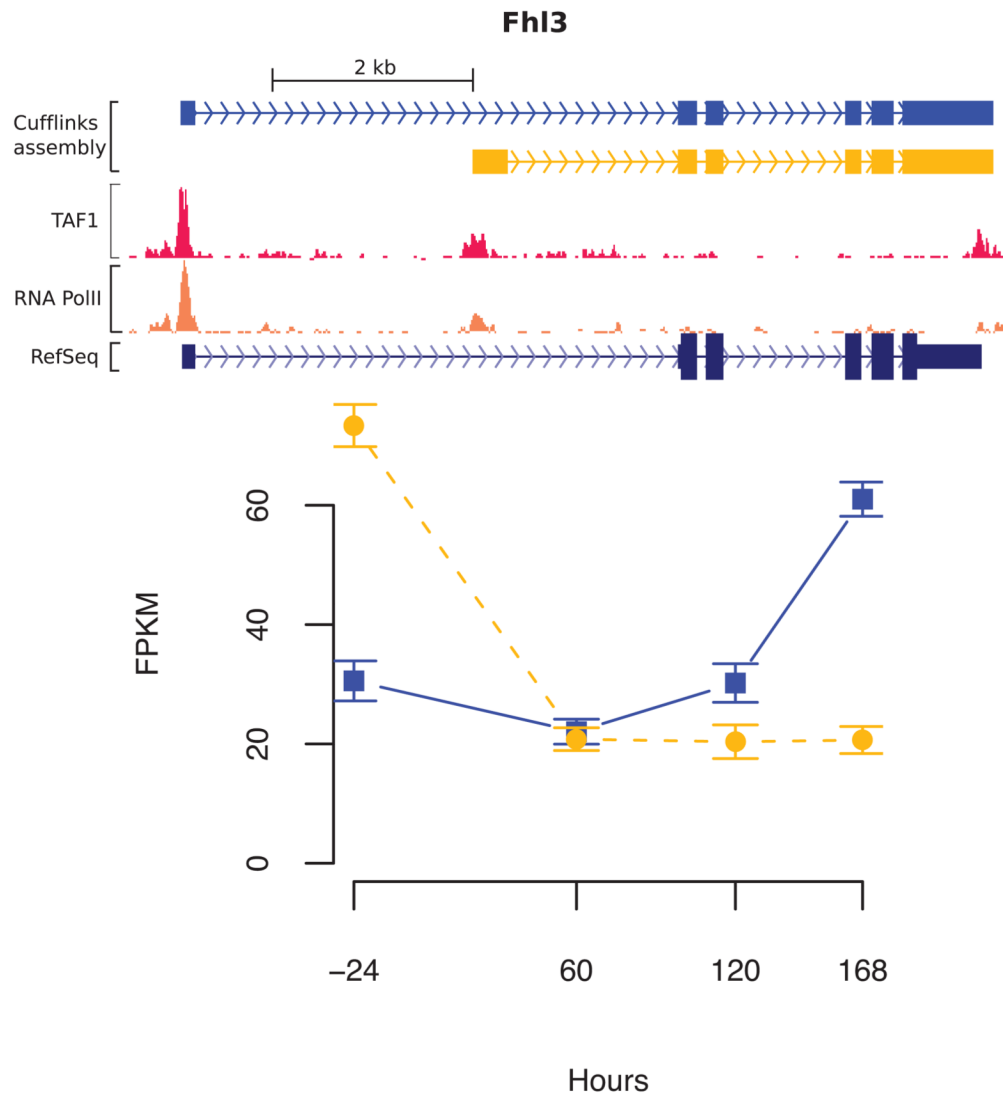 Fhl3
2 kb
Cufflinks
assembly
TAF1
RNA PolII
RefSeq
60
40
20
0
FPKM
−24
60
120
168
Hours